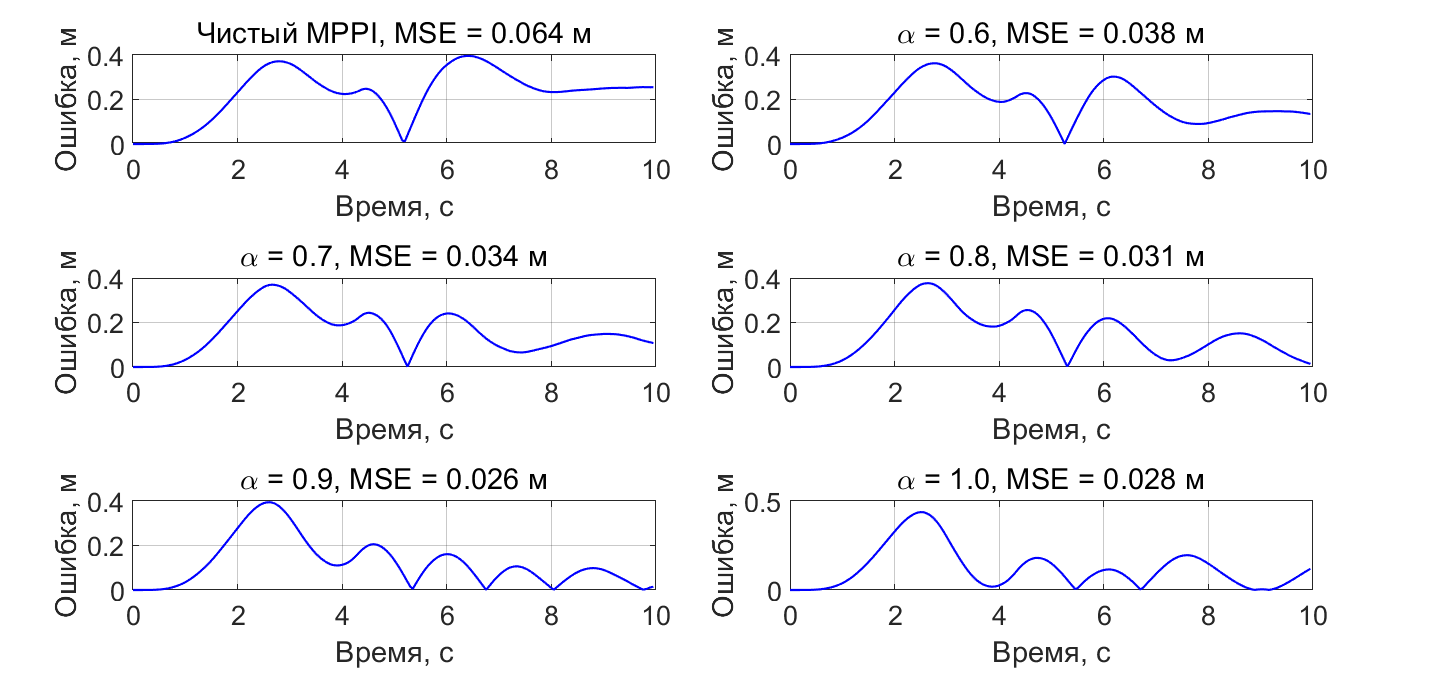 Чистый MPPI, MSE = 0.064 м
Ошибка, м
0.4
0.2
0
0 2 4 6 8 10
Время, с
α = 0.6, MSE = 0.038 м
Ошибка, м
0.4
0.2
0
0 2 4 6 8 10
Время, с
α = 0.7, MSE = 0.034 м
Ошибка, м
0.4
0.2
0
0 2 4 6 8 10
Время, с
α = 0.8, MSE = 0.031 м
Ошибка, м
0.4
0.2
0
0 2 4 6 8 10
Время, с
α = 0.9, MSE = 0.026 м
Ошибка, м
0.4
0.2
0
0 2 4 6 8 10
Время, с
α = 1.0, MSE = 0.028 м
Ошибка, м
0.5
0
0 2 4 6 8 10
Время, с